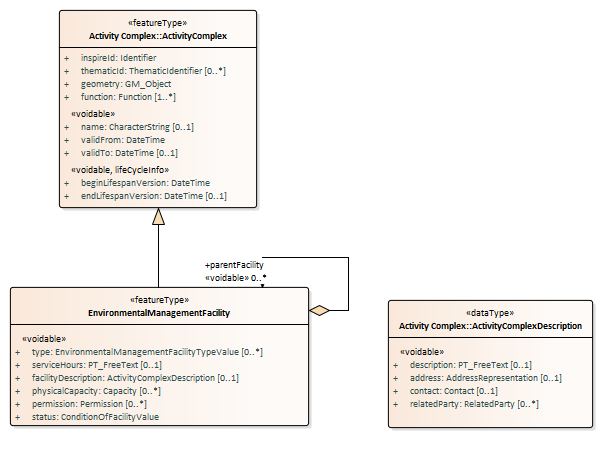 «featureType»
Activity Complex::ActivityComplex
+ inspireId: Identifier
+ thematicId: ThematicIdentifier [0..*]
+ geometry: GM_Object
+ function: Function [1..*]
«voidable»
+ name: CharacterString [0..1]
+ validFrom: DateTime
+ validTo: DateTime [0..1]
«voidable, lifeCycleInfo»
+ beginLifespanVersion: DateTime
+ endLifespanVersion: DateTime [0..1]
+parentFacility
«voidable» 0..*
«featureType»
EnvironmentalManagementFacility
«voidable»
+ type: EnvironmentalManagementFacilityTypeValue [0..*]
+ serviceHours: PT_FreeText [0..1]
+ facilityDescription: ActivityComplexDescription [0..1]
+ physicalCapacity: Capacity [0..*]
+ permission: Permission [0..*]
+ status: ConditionOfFacilityValue
«dataType»
Activity Complex::ActivityComplexDescription
«voidable»
+ description: PT_FreeText [0..1]
+ address: AddressRepresentation [0..1]
+ contact: Contact [0..1]
+ relatedParty: RelatedParty [0..*]